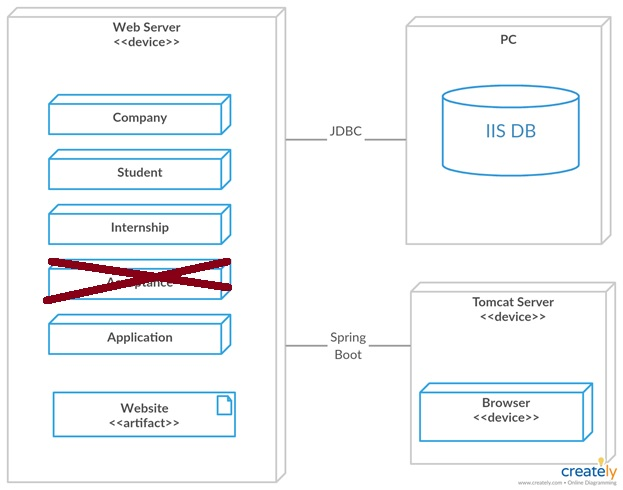 Web Server
<<device>>
Company
Student
Internship
Acceptance
Application
Website
<<artifact>>
JDBC
Spring
Boot
PC
IIS DB
Tomcat Server
<<device>>
Browser
<<device>>
creately
www.creately.com • Online Diagramming